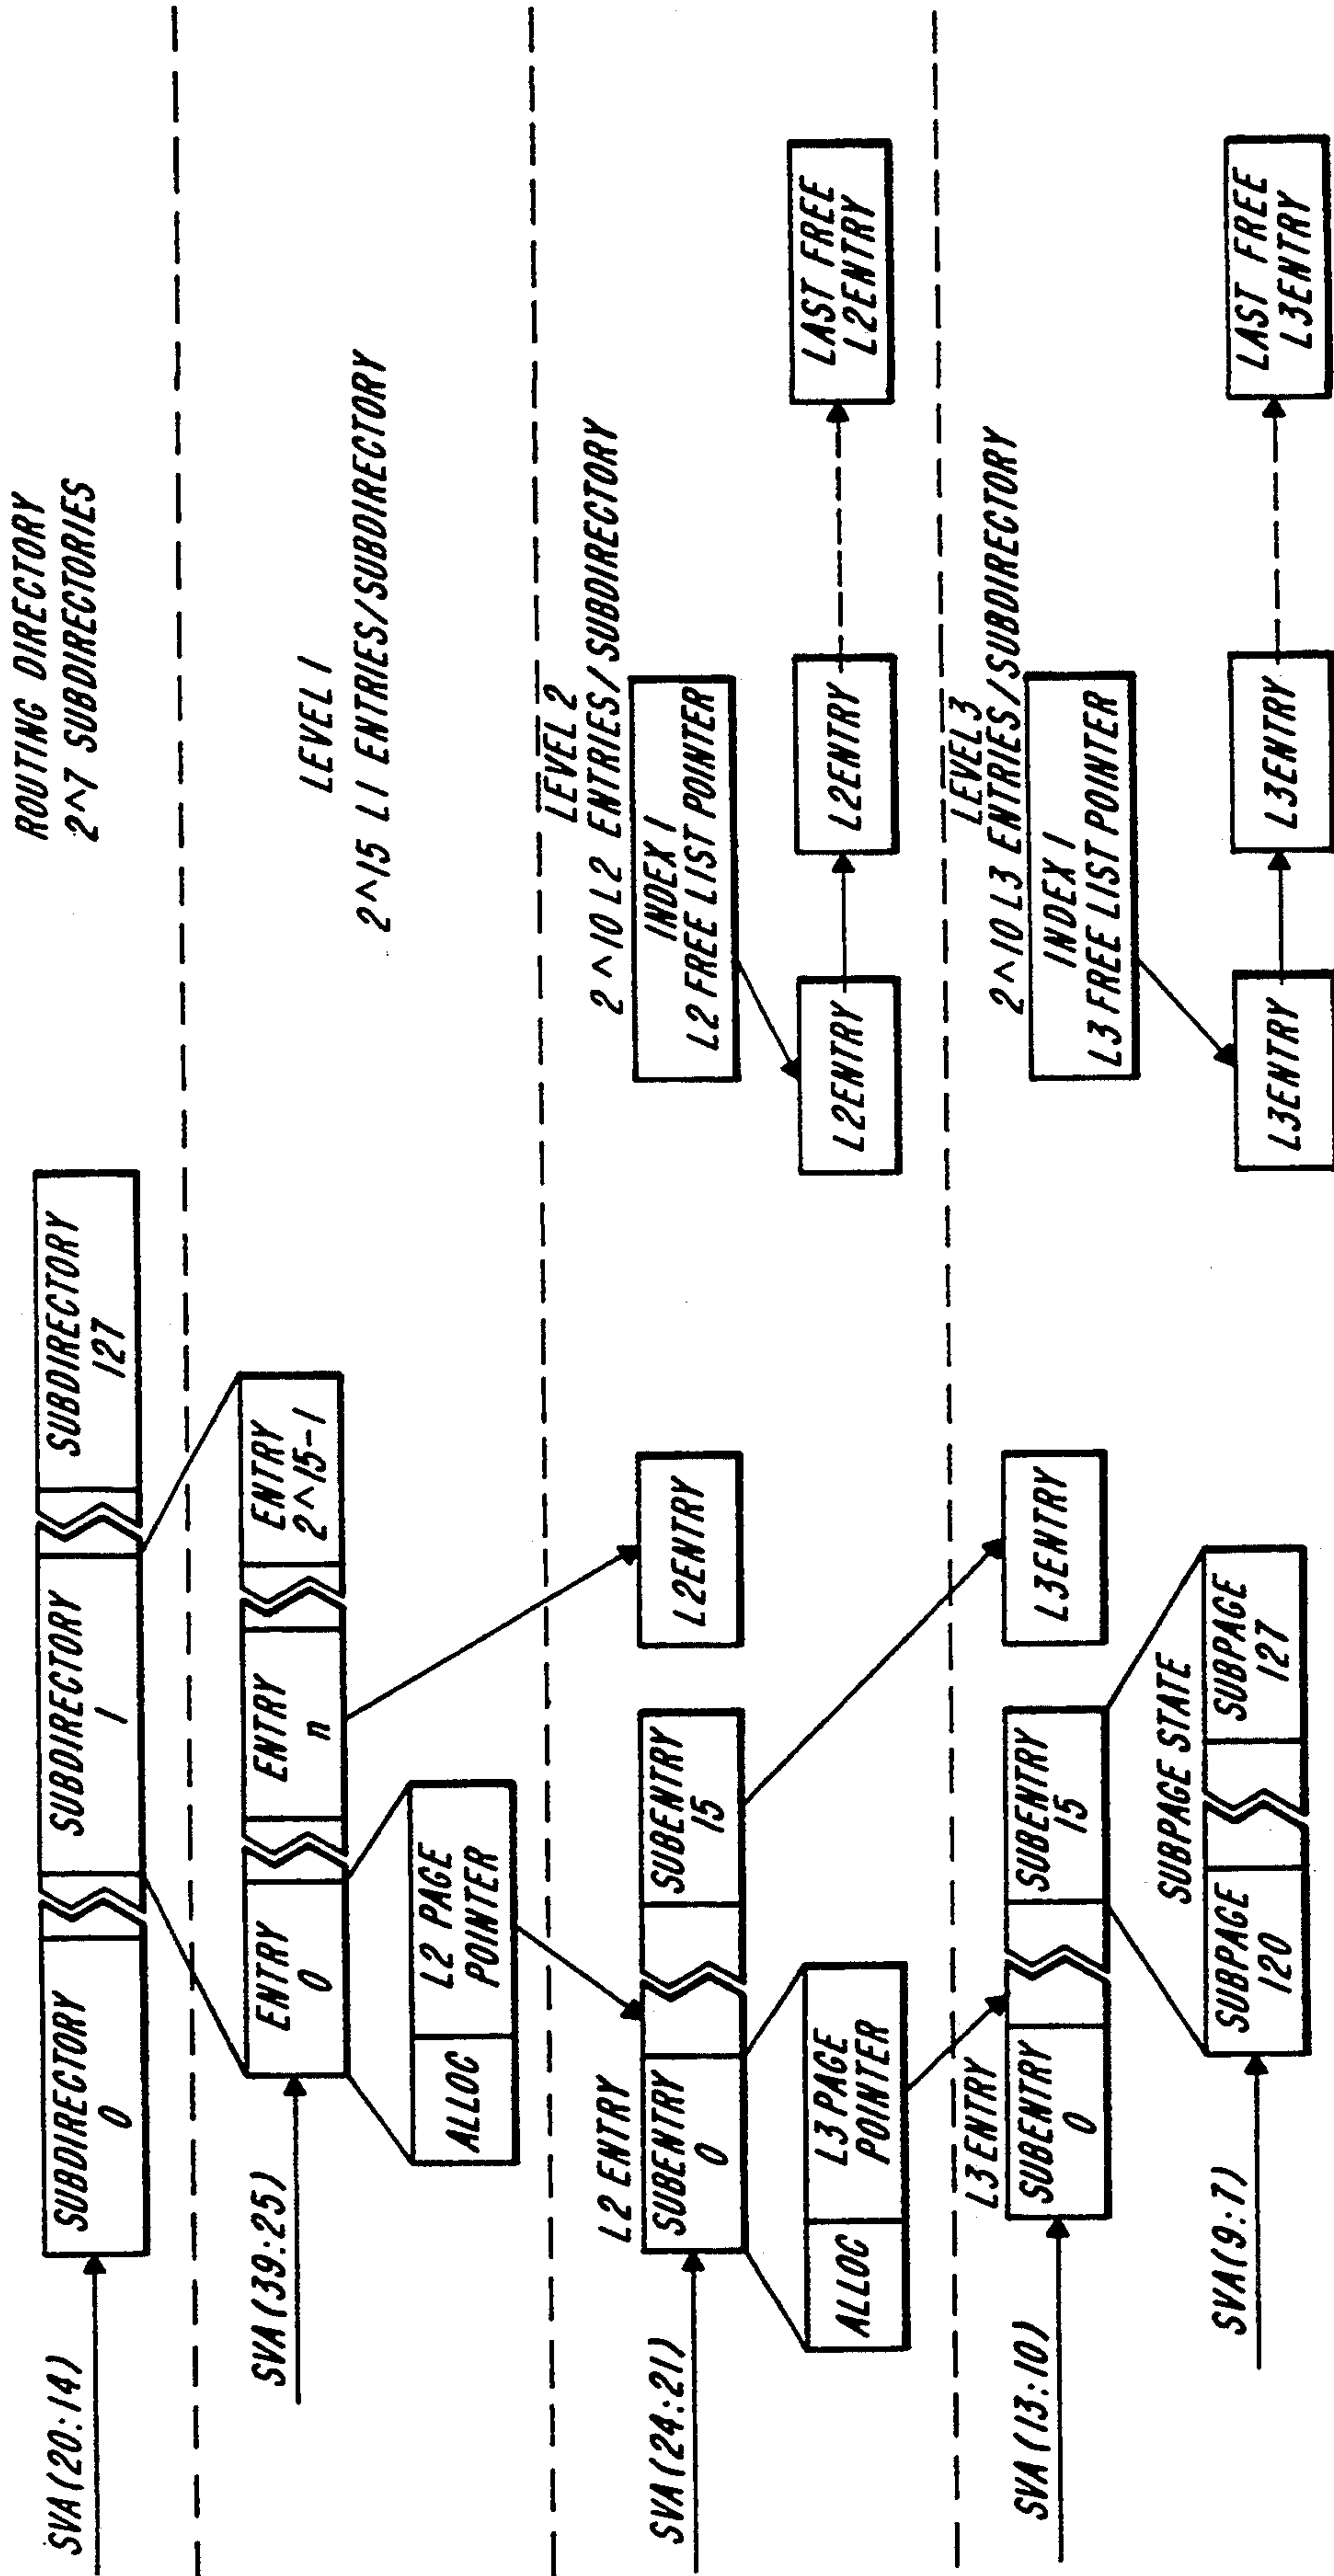 ROUTING DIRECTORY
2^7 SUBDIRECTORIES
SVA(20:14)
SUBDIRECTORY
0
SUBDIRECTORY
1
SUBDIRECTORY
127
LEVEL 1
2^15 L1 ENTRIES/SUBDIRECTORY
SVA(39:25)
ENTRY
0
ENTRY
n
ENTRY
2^15-1
ALLOC
L2 PAGE
POINTER
LEVEL 2
2^10 L2 ENTRIES/SUBDIRECTORY
L2 ENTRY
SVA(24:21)
SUBENTRY
0
SUBENTRY
15
L2ENTRY
INDEX 1
L2 FREE LIST POINTER
ALLOC
L3 PAGE
POINTER
L2ENTRY
L2ENTRY
LAST FREE
L2ENTRY
LEVEL 3
2^10 L3 ENTRIES/SUBDIRECTORY
L3 ENTRY
SVA(13:10)
SUBENTRY
0
SUBENTRY
15
L3ENTRY
INDEX 1
L3 FREE LIST POINTER
SUBPAGE STATE
SVA(9:7)
SUBPAGE
120
SUBPAGE
127
L3ENTRY
L3ENTRY
LAST FREE
L3ENTRY